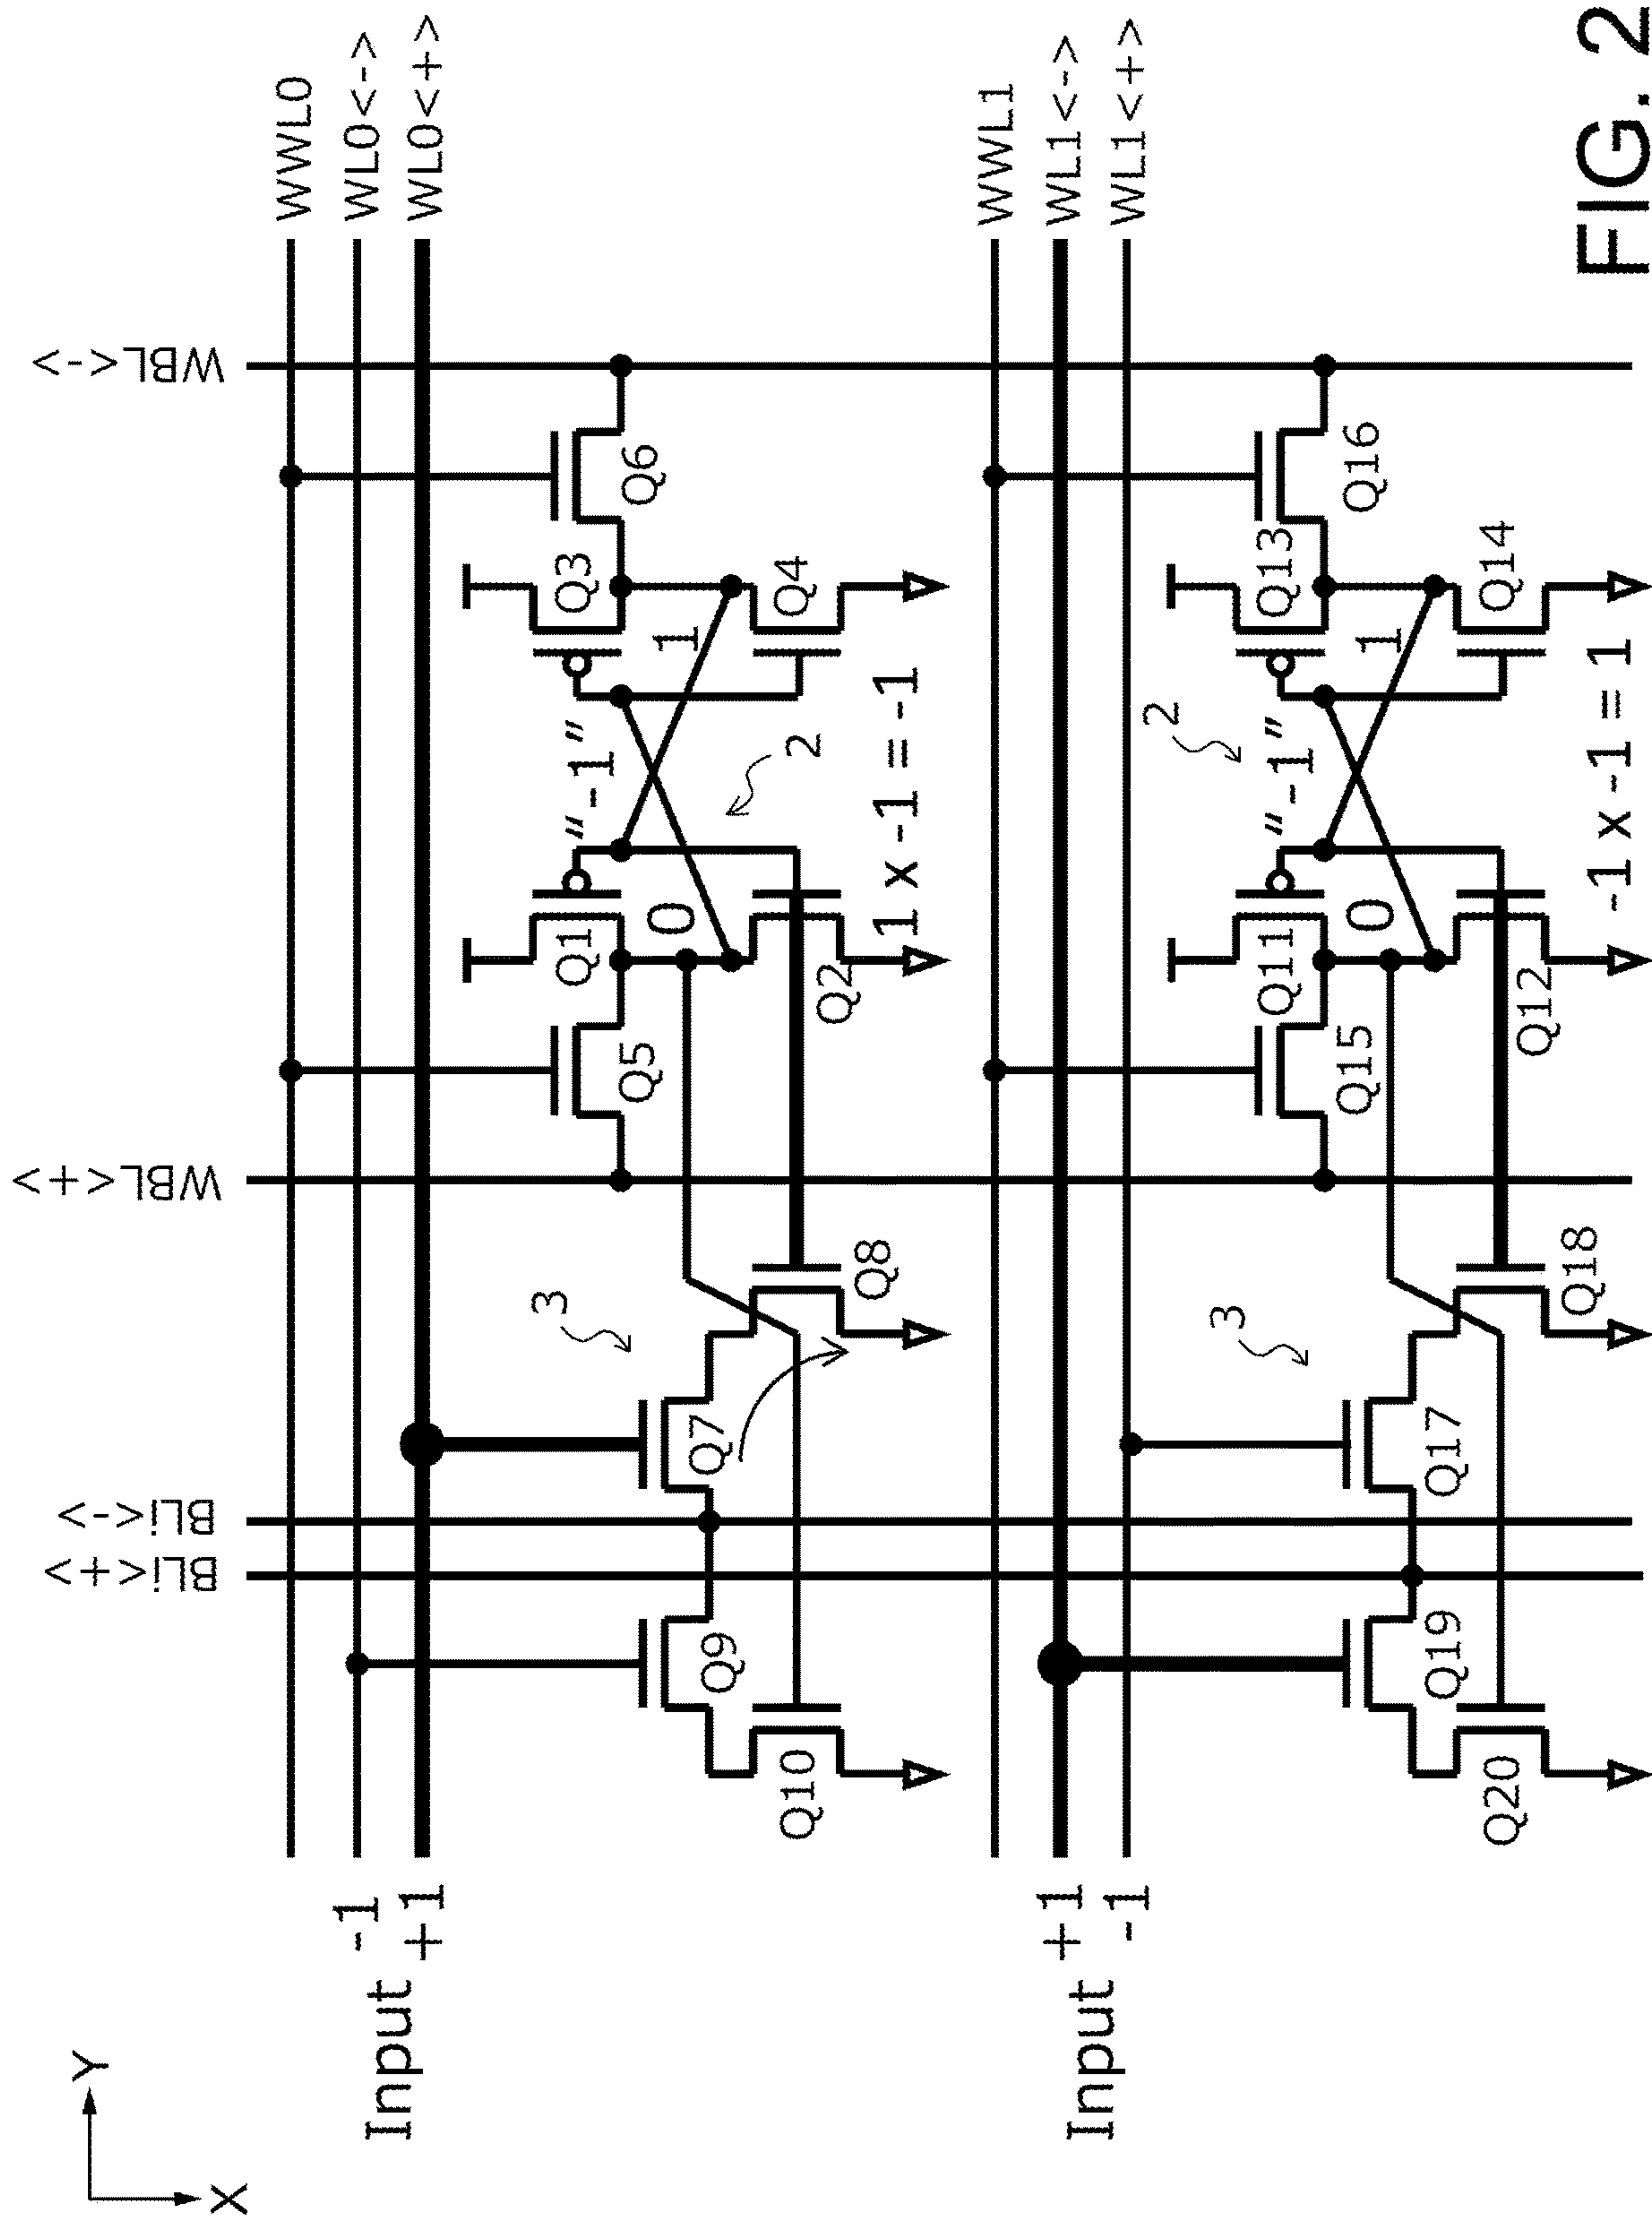 WBL<->
WBL<+>
BLi<->
BLi<+>
WWL0
WL0<->
WL0<+>
Input
-1
+1
Q9
Q10
Q7
Q8
3
Q5
Q1
Q2
0
"-1"
2
1
Q3
Q4
Q6
1 x -1 = -1
WWL1
WL1<->
WL1<+>
Input
+1
-1
Q19
Q20
Q17
Q18
3
Q15
Q11
Q12
0
"-1"
2
1
Q13
Q14
Q16
-1 x -1 = 1
Y
X
FIG. 2